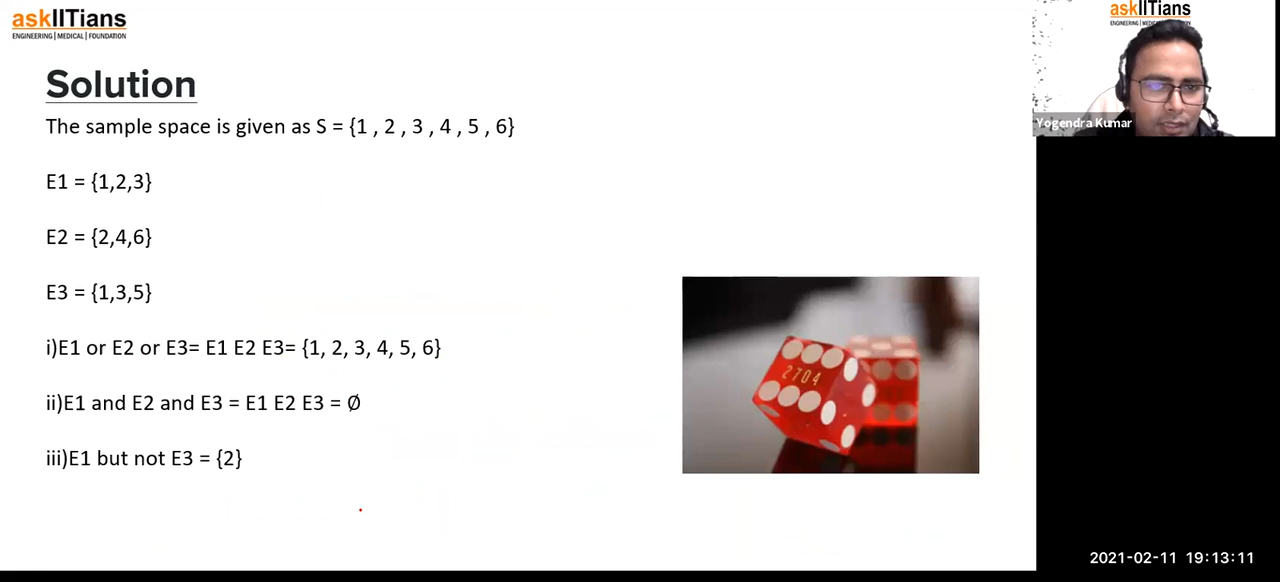 askIITians
ENGINEERING | MEDICAL | FOUNDATION
Solution
The sample space is given as S = {1 , 2 , 3 , 4 , 5 , 6}
E1 = {1,2,3}
E2 = {2,4,6}
E3 = {1,3,5}
i)E1 or E2 or E3= E1 E2 E3= {1, 2, 3, 4, 5, 6}
ii)E1 and E2 and E3 = E1 E2 E3 = ∅
iii)E1 but not E3 = {2}
2704
askIITians
Yogendra Kumar
2021-02-11 19:13:11